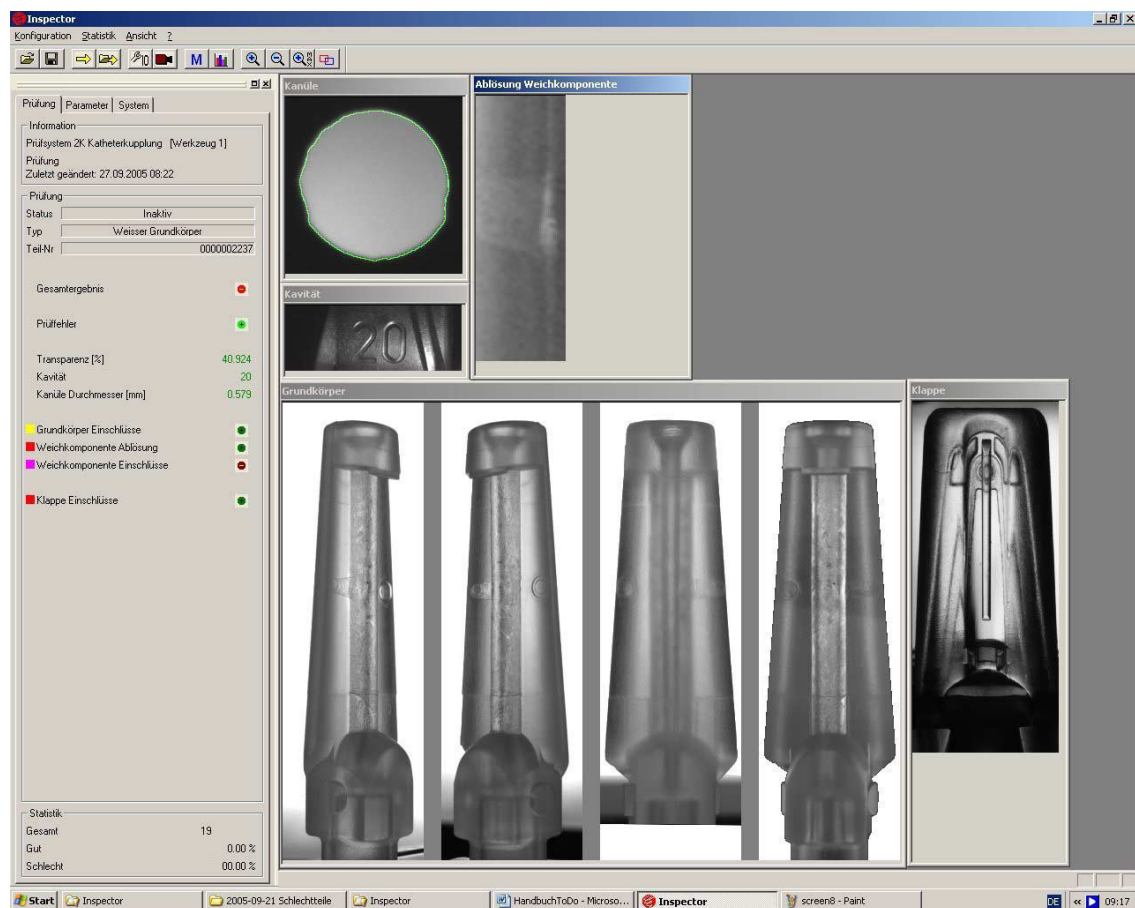 Inspector
Konfiguration Statistik Ansicht ?
M
Prüfung Parameter System
Information
Prüfsystem 2K Katheterkupplung [Werkzeug 1]
Prüfung
Zuletzt geändert: 27.09.2005 08:22
Prüfung
Status Inaktiv
Typ Weisser Grundkörper
Teil-Nr 0000002237
Gesamtergebnis
Prüffehler
Transparenz [%] 40.924
Kavität 20
Kanüle Durchmesser [mm] 0.579
Grundkörper Einschlüsse
Weichkomponente Ablösung
Weichkomponente Einschlüsse
Klappe Einschlüsse
Statistik
Gesamt 19
Gut 0.00 %
Schlecht 00.00 %
Kanüle
Ablösung Weichkomponente
Kavität
20
Grundkörper
Klappe
Start Inspector 2005-09-21 Schlechtteile Inspector HandbuchToDo - Microso... Inspector screen8 - Paint DE « 09:17